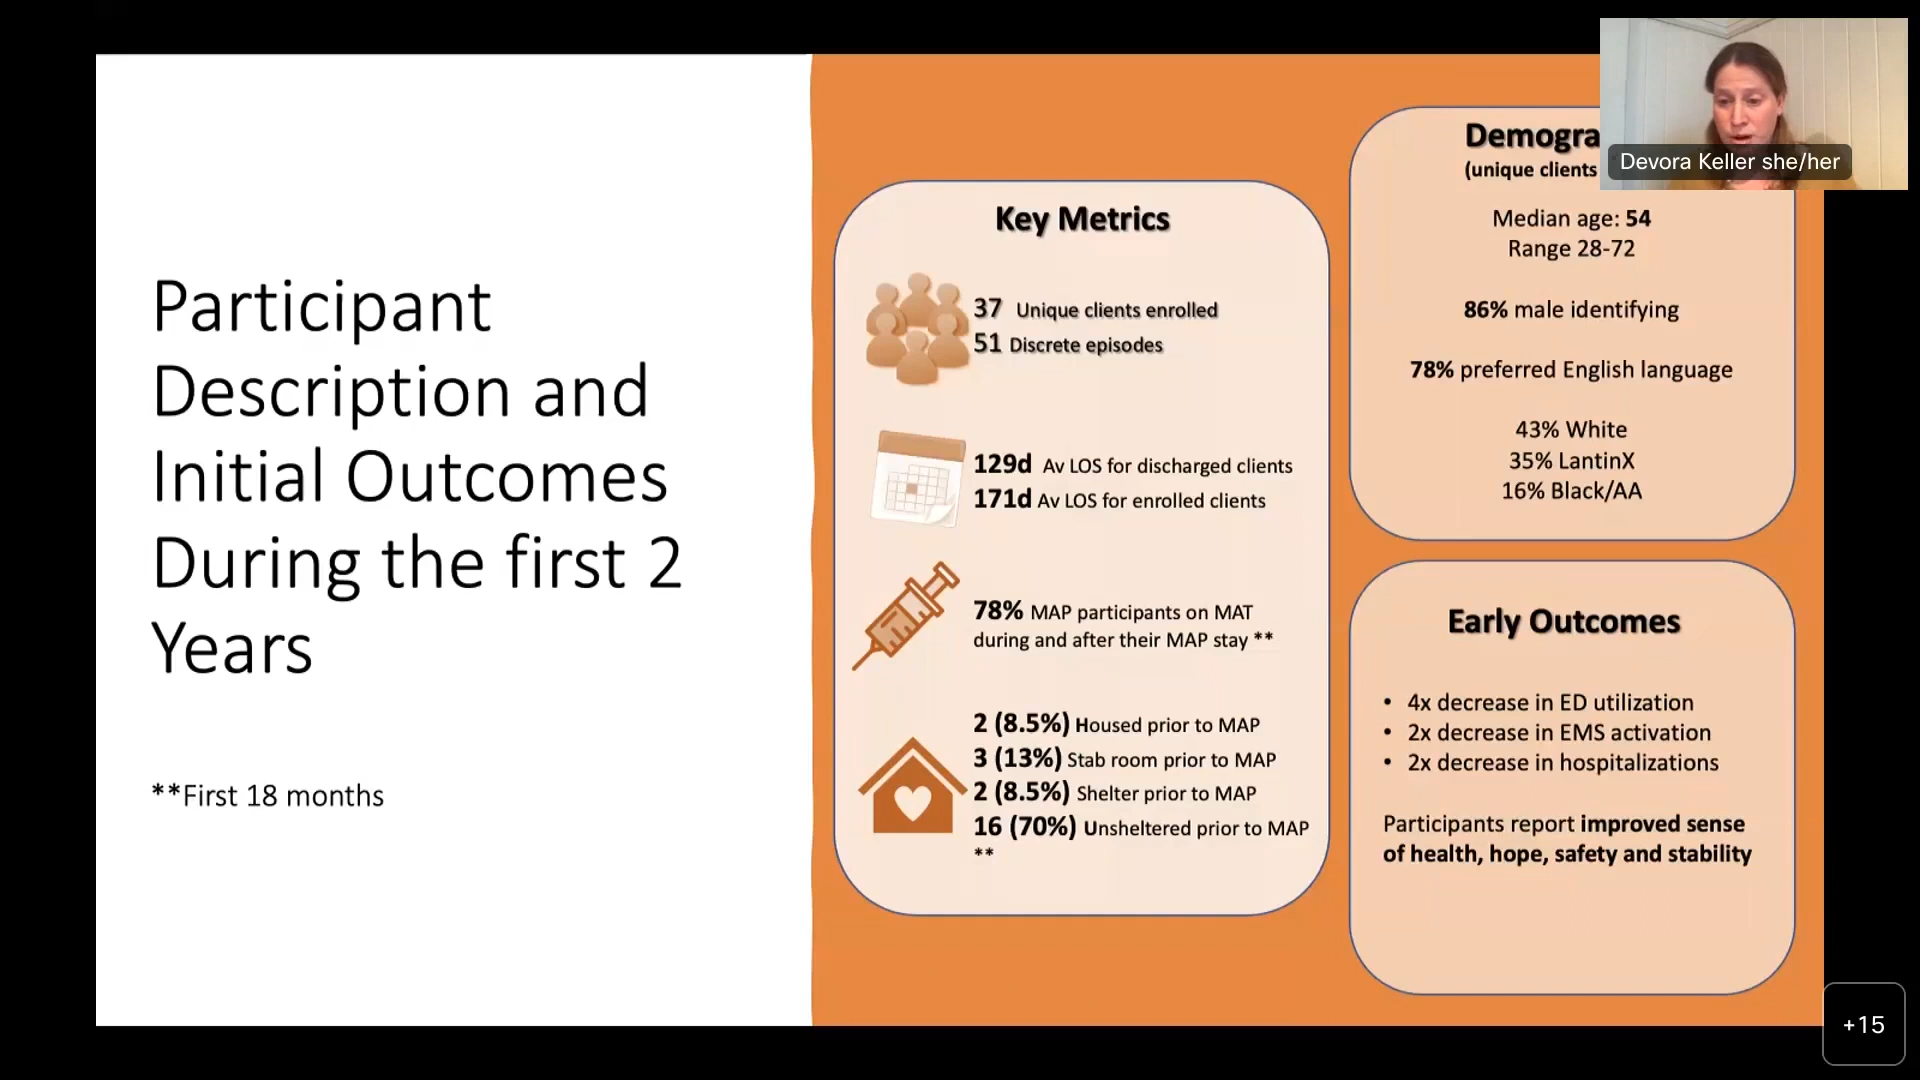 Participant
Description and
Initial Outcomes
During the first 2
Years
**First 18 months
Key Metrics
37 Unique clients enrolled
51 Discrete episodes
129d Av LOS for discharged clients
171d Av LOS for enrolled clients
78% MAP participants on MAT
during and after their MAP stay **
2 (8.5%) Housed prior to MAP
3 (13%) Stab room prior to MAP
2 (8.5%) Shelter prior to MAP
16 (70%) Unsheltered prior to MAP
**
Demogra
(unique clients
Median age: 54
Range 28-72
86% male identifying
78% preferred English language
43% White
35% LantinX
16% Black/AA
Early Outcomes
• 4x decrease in ED utilization
• 2x decrease in EMS activation
• 2x decrease in hospitalizations
Participants report improved sense
of health, hope, safety and stability
Devora Keller she/her
+15